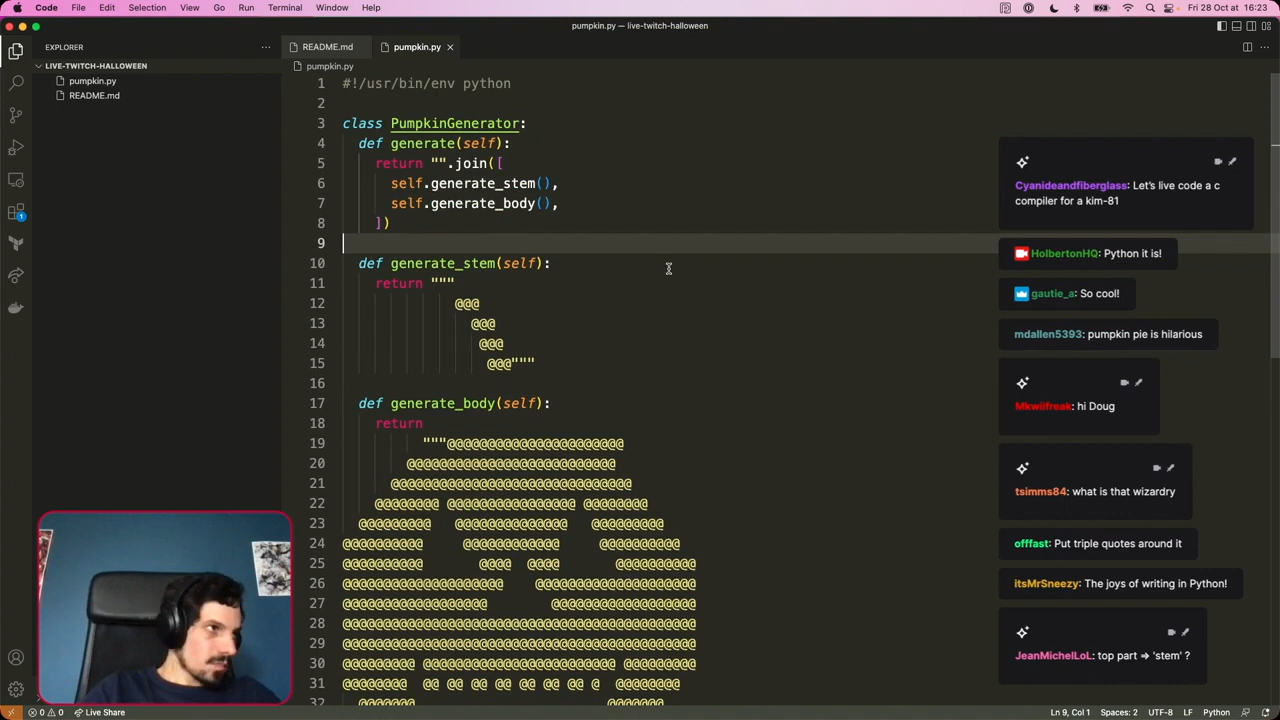 Code File Edit Selection View Go Run Terminal Window Help
Fri 28 Oct at 16:23
pumpkin.py — live-twitch-halloween
EXPLORER
README.md
pumpkin.py
LIVE-TWITCH-HALLOWEEN
pumpkin.py
README.md
pumpkin.py
1 #!/usr/bin/env python
2
3 class PumpkinGenerator:
4 def generate(self):
5 return "".join([
6 self.generate_stem(),
7 self.generate_body(),
8 ])
9
10 def generate_stem(self):
11 return """
12 @@@
13 @@@
14 @@@
15 @@@"""
16
17 def generate_body(self):
18 return
19 """@@@@@@@@@@@@@@@@@@@@@@
20 @@@@@@@@@@@@@@@@@@@@@@@@@@
21 @@@@@@@@@@@@@@@@@@@@@@@@@@@@@@
22 @@@@@@@@ @@@@@@@@@@@@@@@@ @@@@@@@@
23 @@@@@@@@@ @@@@@@@@@@@@@@ @@@@@@@@@
24 @@@@@@@@@@ @@@@@@@@@@@@ @@@@@@@@@@
25 @@@@@@@@@@ @@@@ @@@@ @@@@@@@@@@
26 @@@@@@@@@@@@@@@@@@@@ @@@@@@@@@@@@@@@@@@@@
27 @@@@@@@@@@@@@@@@@@ @@@@@@@@@@@@@@@@@@
28 @@@@@@@@@@@@@@@@@@@@@@@@@@@@@@@@@@@@@@@@@@@@
29 @@@@@@@@@@@@@@@@@@@@@@@@@@@@@@@@@@@@@@@@@@@@
30 @@@@@@@@@ @@@@@@@@@@@@@@@@@@@@@@@@ @@@@@@@@@
31 @@@@@@@@ @@ @@ @@ @@ @@ @@ @ @@@@@@@@
32 @@@@@@@ @@@@@@@
Cyanideandfiberglass: Let's live code a c
compiler for a kim-81
HolbertonHQ: Python it is!
gautie_a: So cool!
mdallen5393: pumpkin pie is hilarious
Mkwiifreak: hi Doug
tsimms84: what is that wizardry
offfast: Put triple quotes around it
itsMrSneezy: The joys of writing in Python!
JeanMichelLoL: top part => 'stem' ?
1
0 0 Live Share
Ln 9, Col 1 Spaces: 2 UTF-8 LF Python